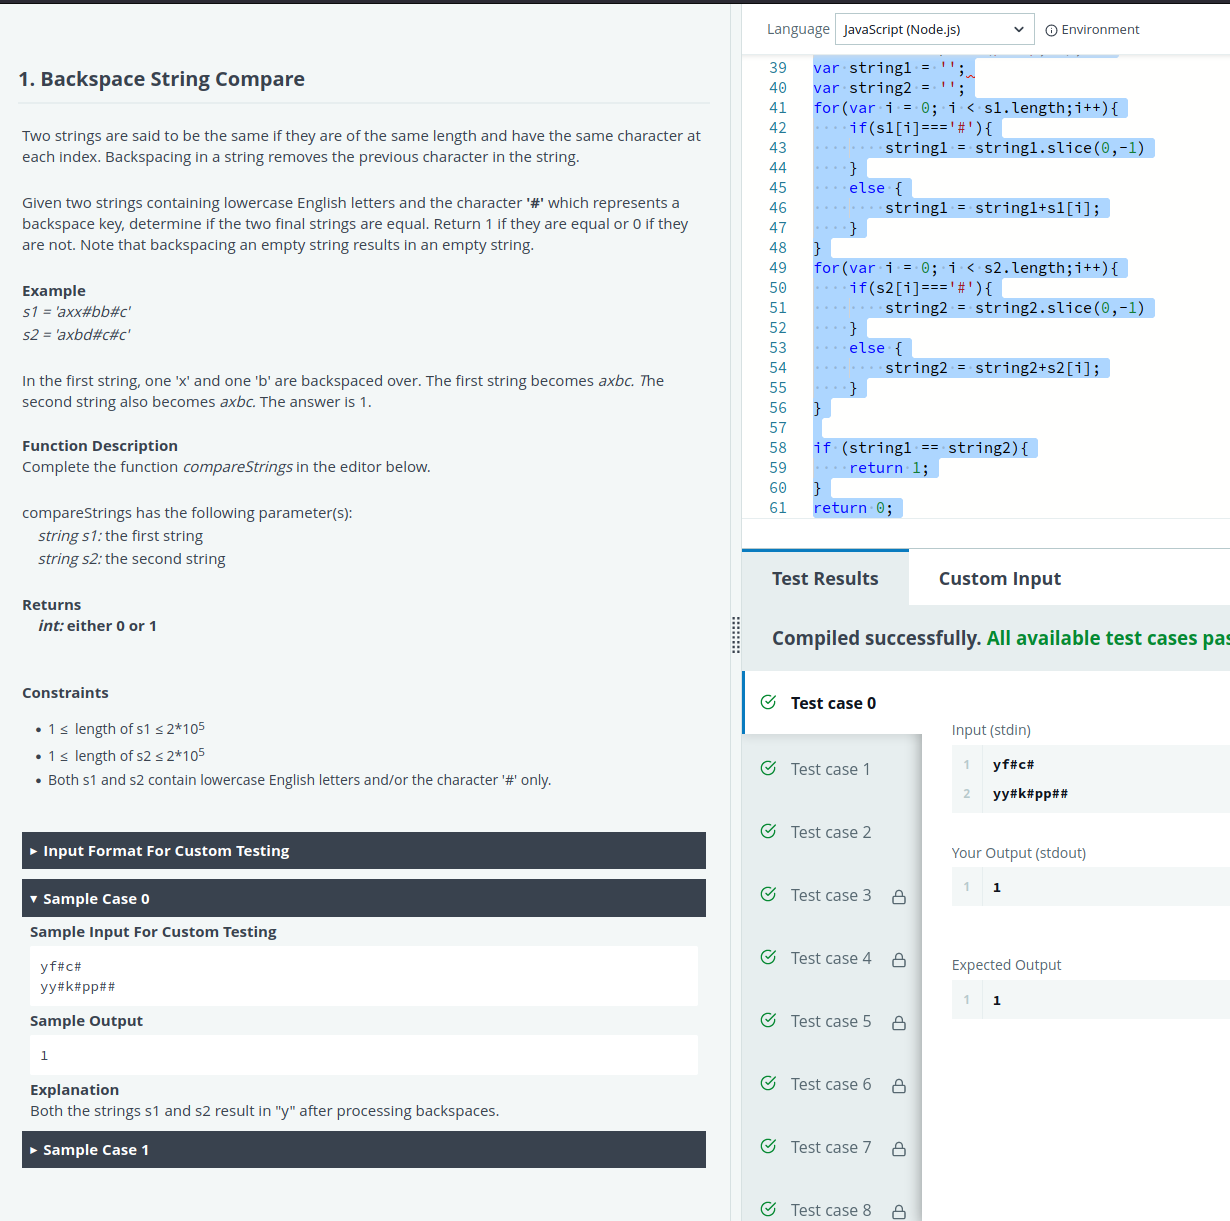 1. Backspace String Compare
Two strings are said to be the same if they are of the same length and have the same character at
each index. Backspacing in a string removes the previous character in the string.
Given two strings containing lowercase English letters and the character '#' which represents a
backspace key, determine if the two final strings are equal. Return 1 if they are equal or 0 if they
are not. Note that backspacing an empty string results in an empty string.
Example
s1 = 'axx#bb#c'
s2 = 'axbd#c#c'
In the first string, one 'x' and one 'b' are backspaced over. The first string becomes axbc. The
second string also becomes axbc. The answer is 1.
Function Description
Complete the function compareStrings in the editor below.
compareStrings has the following parameter(s):
string s1: the first string
string s2: the second string
Returns
int: either 0 or 1
Constraints
• 1 ≤ length of s1 ≤ 2*10⁵
• 1 ≤ length of s2 ≤ 2*10⁵
• Both s1 and s2 contain lowercase English letters and/or the character '#' only.
▸ Input Format For Custom Testing
▾ Sample Case 0
Sample Input For Custom Testing
yf#c#
yy#k#pp##
Sample Output
1
Explanation
Both the strings s1 and s2 result in "y" after processing backspaces.
▸ Sample Case 1
Language JavaScript (Node.js) Environment
39 var string1 = '';
40 var string2 = '';
41 for(var i = 0; i < s1.length;i++){
42     if(s1[i]==='#'){
43         string1 = string1.slice(0,-1)
44     }
45     else {
46         string1 = string1+s1[i];
47     }
48 }
49 for(var i = 0; i < s2.length;i++){
50     if(s2[i]==='#'){
51         string2 = string2.slice(0,-1)
52     }
53     else {
54         string2 = string2+s2[i];
55     }
56 }
57
58 if (string1 == string2){
59     return 1;
60 }
61 return 0;
Test Results Custom Input
Compiled successfully. All available test cases pas
Test case 0
Test case 1
Test case 2
Test case 3
Test case 4
Test case 5
Test case 6
Test case 7
Test case 8
Input (stdin)
1 yf#c#
2 yy#k#pp##
Your Output (stdout)
1 1
Expected Output
1 1